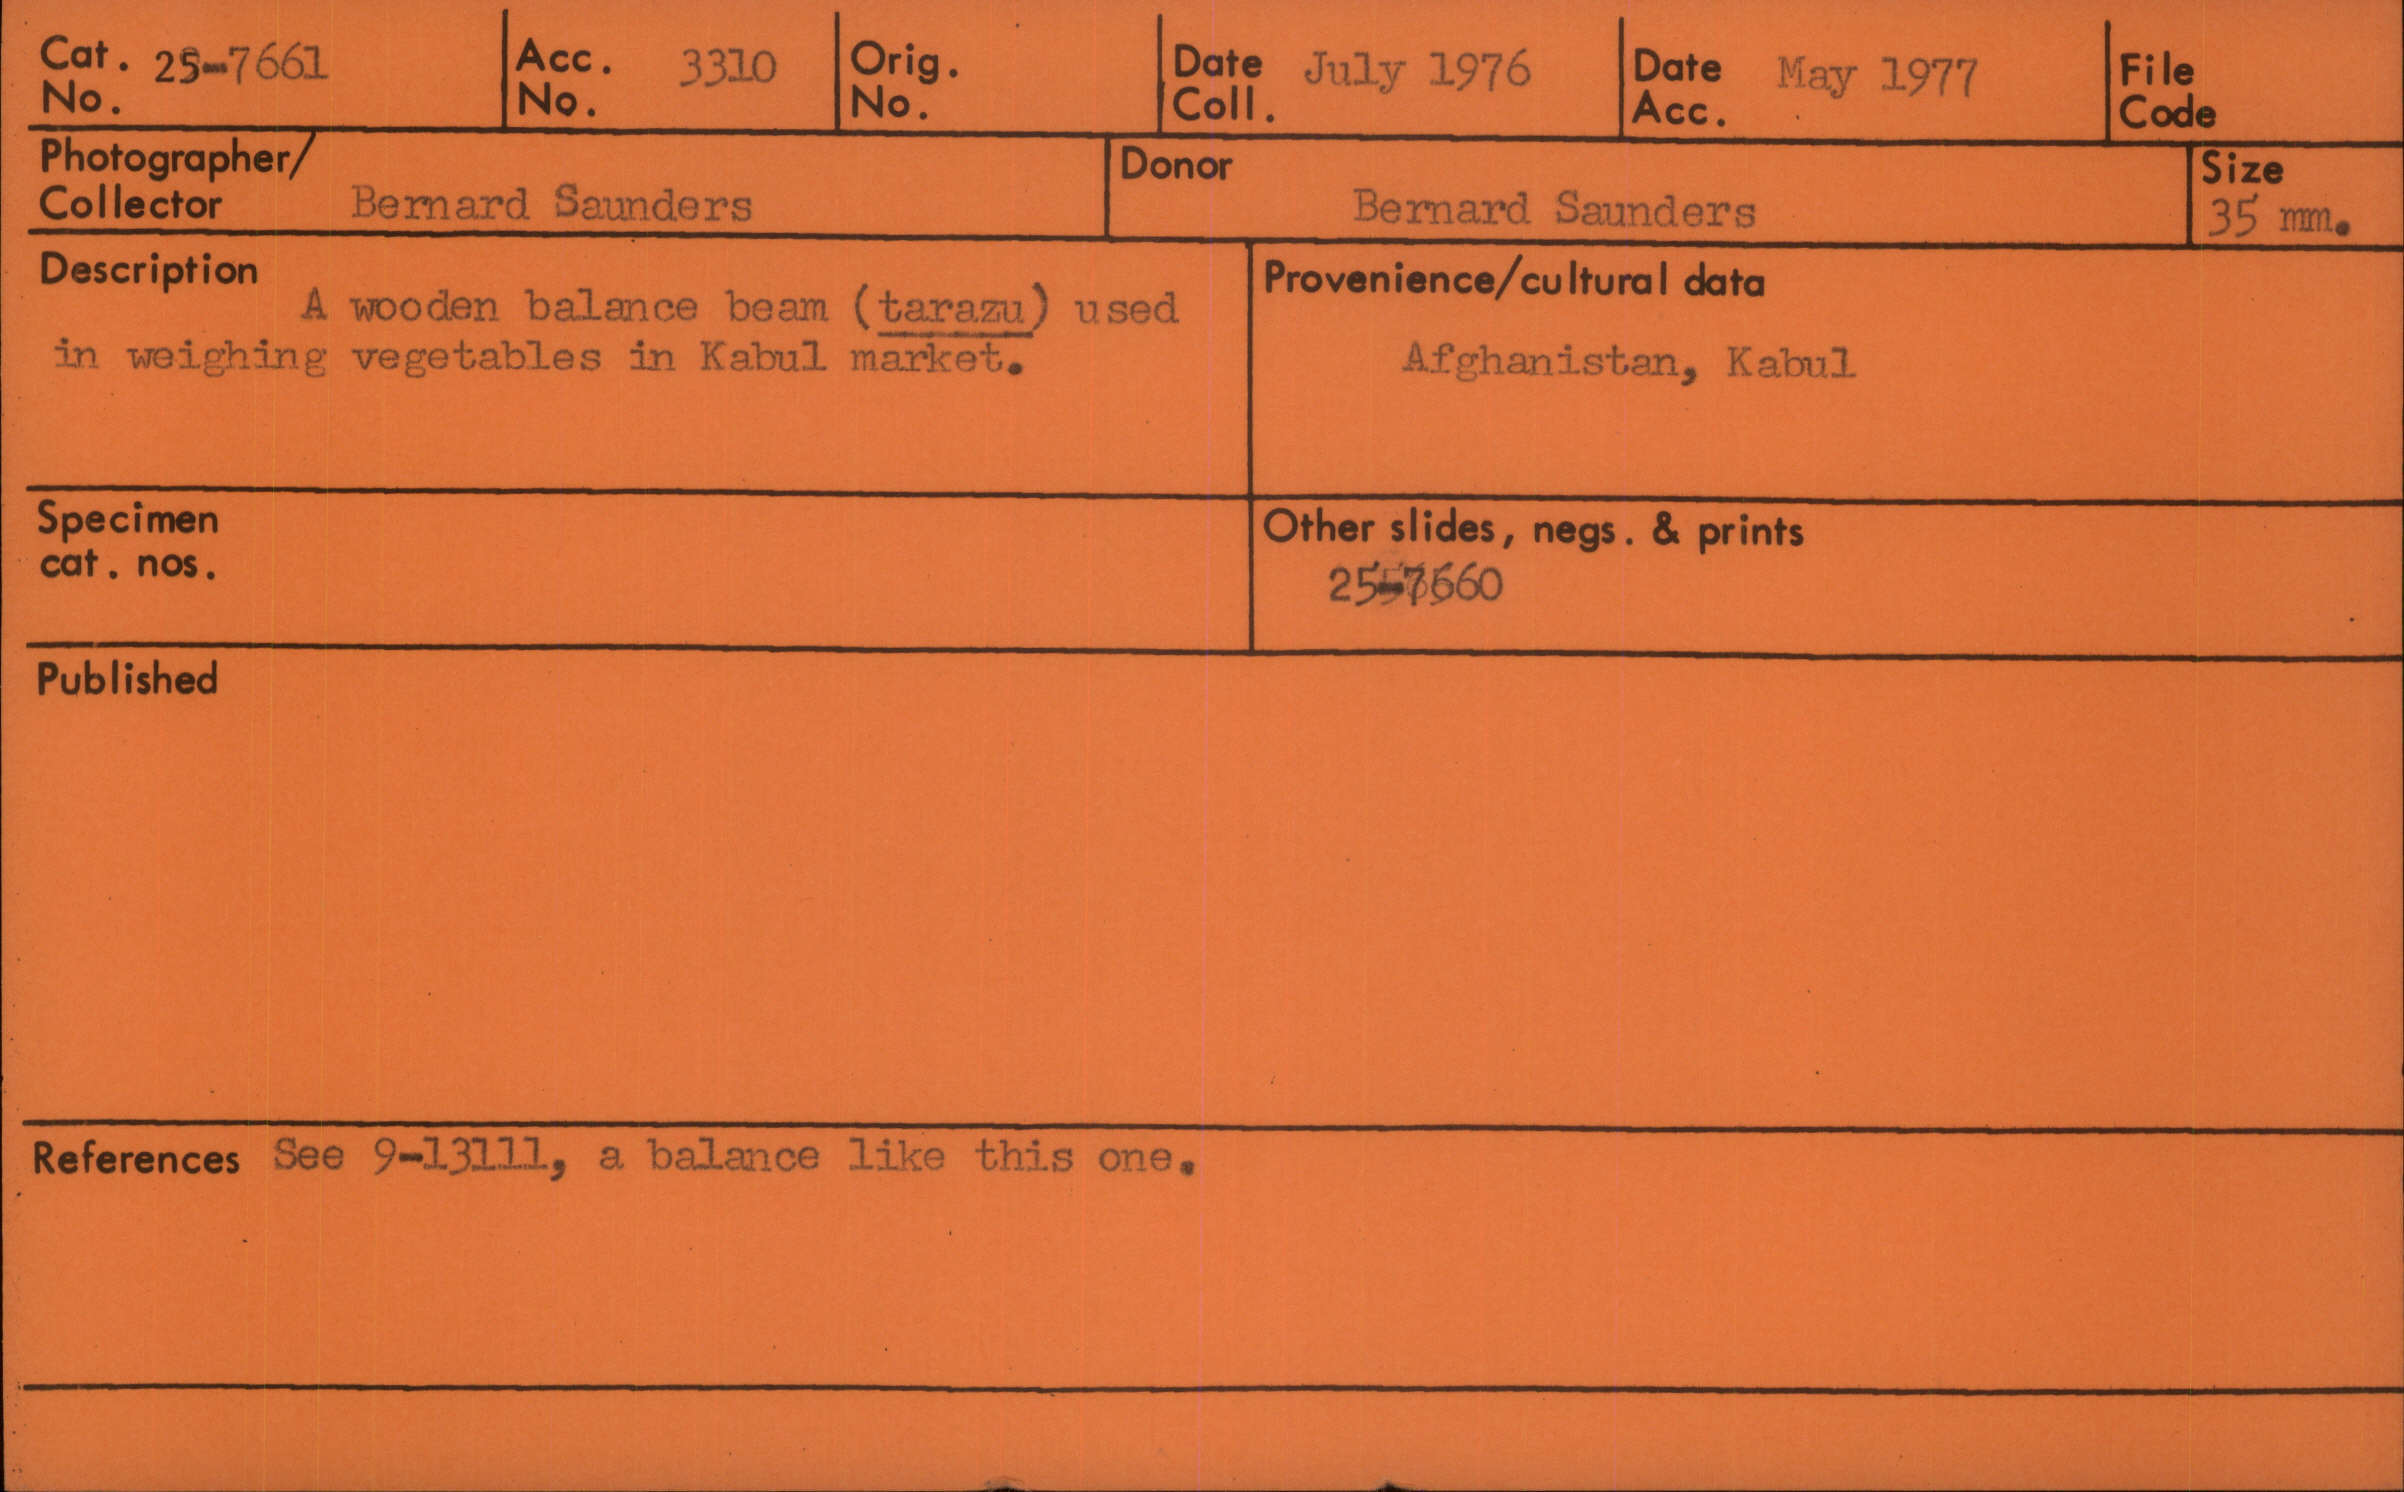 Cat. No. 25-7661
Acc. No. 3310
Orig. No.
Date Coll. July 1976
Date Acc. May 1977
File Code
Photographer/
Collector Bernard Saunders
Donor
Bernard Saunders
Size
35 mm.
Description
A wooden balance beam (tarazu) used
in weighing vegetables in Kabul market.
Provenience/cultural data
Afghanistan, Kabul
Specimen
cat. nos.
Other slides, negs. & prints
25-7660
Published
References See 9-13111, a balance like this one.